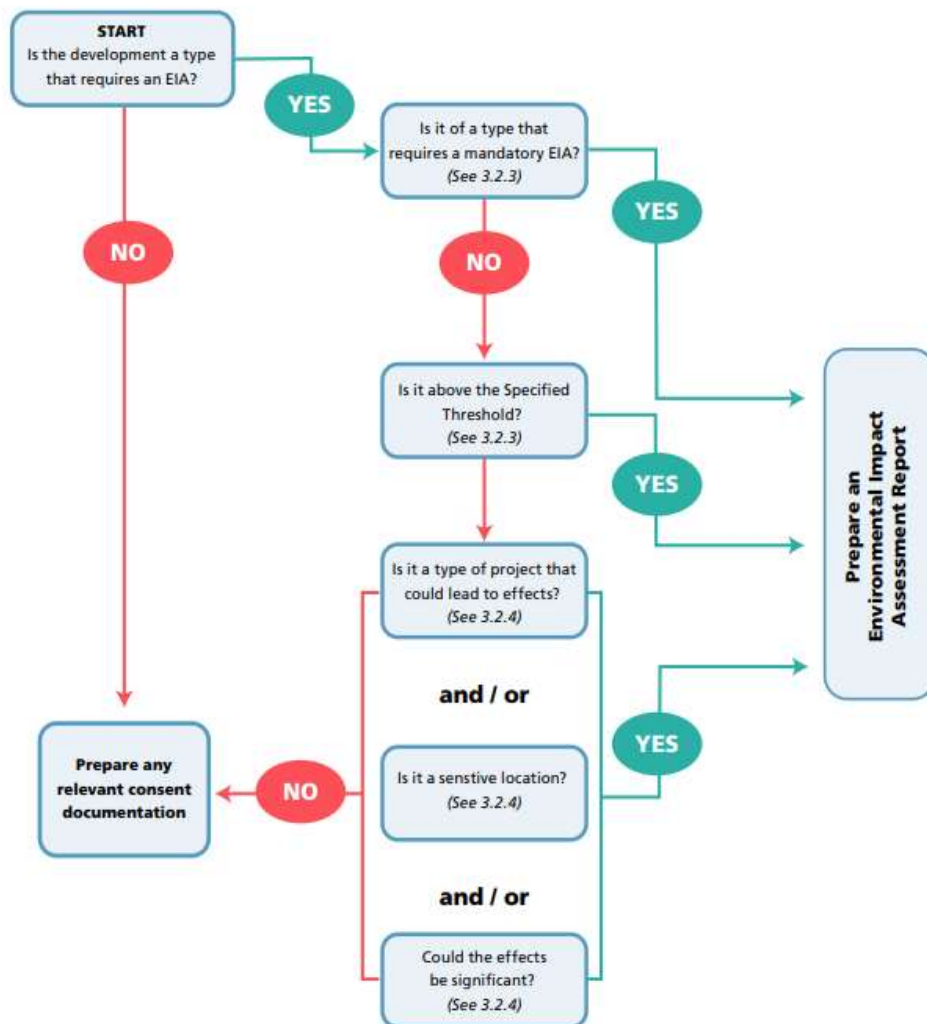 START
Is the development a type
that requires an EIA?
YES
Is it of a type that
requires a mandatory EIA?
(See 3.2.3)
YES
NO
NO
Is it above the Specified
Threshold?
(See 3.2.3)
YES
Prepare an
Environmental Impact
Assessment Report
Is it a type of project that
could lead to effects?
(See 3.2.4)
and / or
YES
Prepare any
relevant consent
documentation
NO
Is it a senstive location?
(See 3.2.4)
and / or
Could the effects
be significant?
(See 3.2.4)